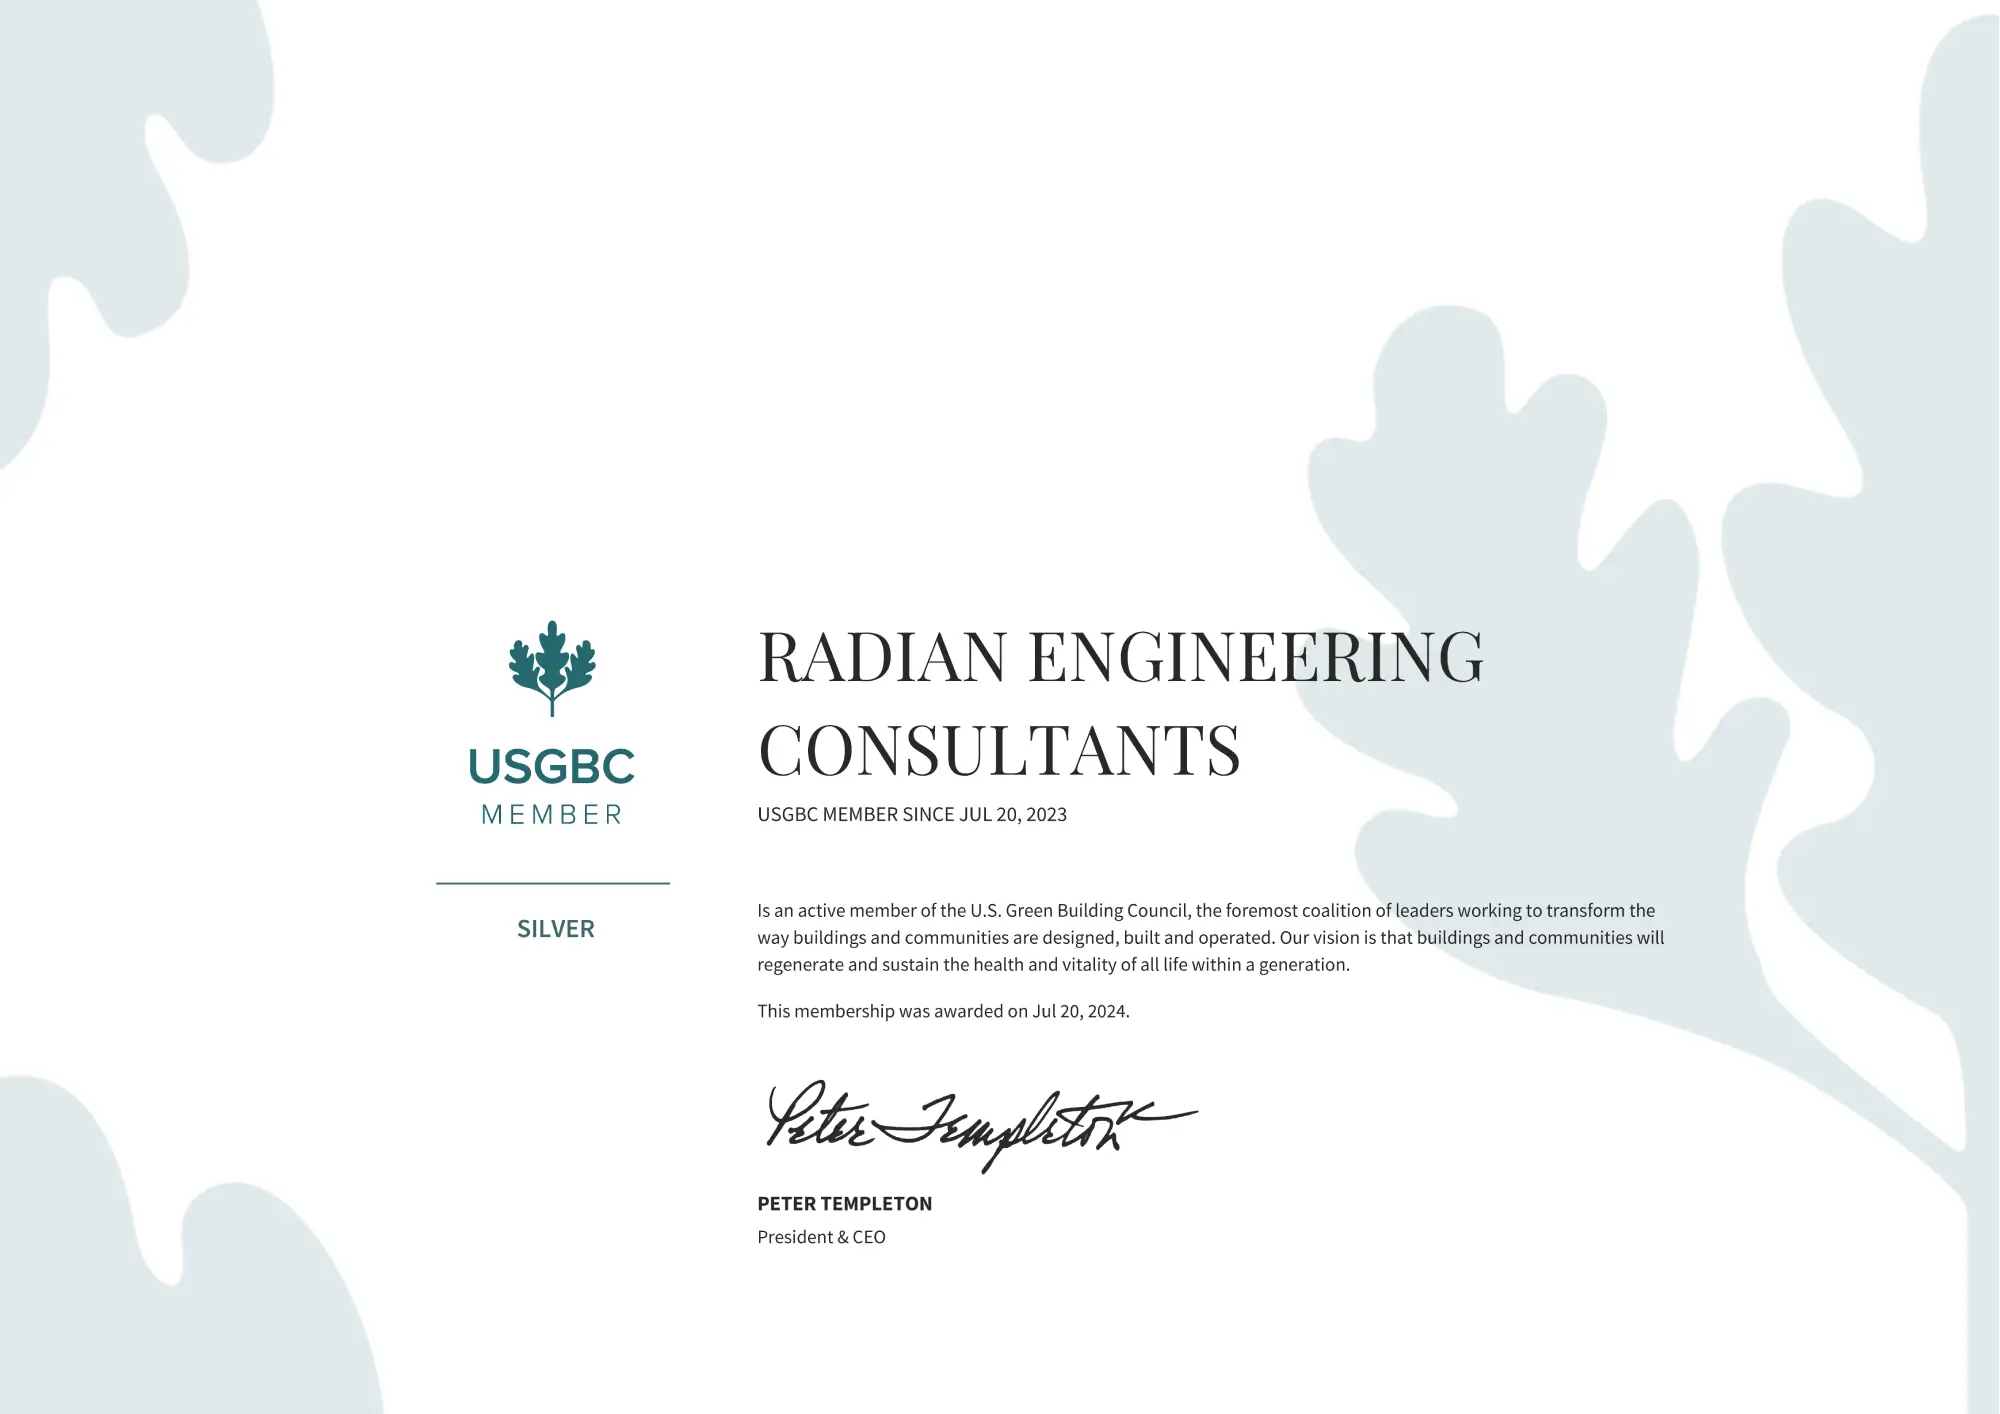 USGBC
MEMBER
SILVER
RADIAN ENGINEERING
CONSULTANTS
USGBC MEMBER SINCE JUL 20, 2023
Is an active member of the U.S. Green Building Council, the foremost coalition of leaders working to transform the
way buildings and communities are designed, built and operated. Our vision is that buildings and communities will
regenerate and sustain the health and vitality of all life within a generation.
This membership was awarded on Jul 20, 2024.
Peter Templeton
PETER TEMPLETON
President & CEO